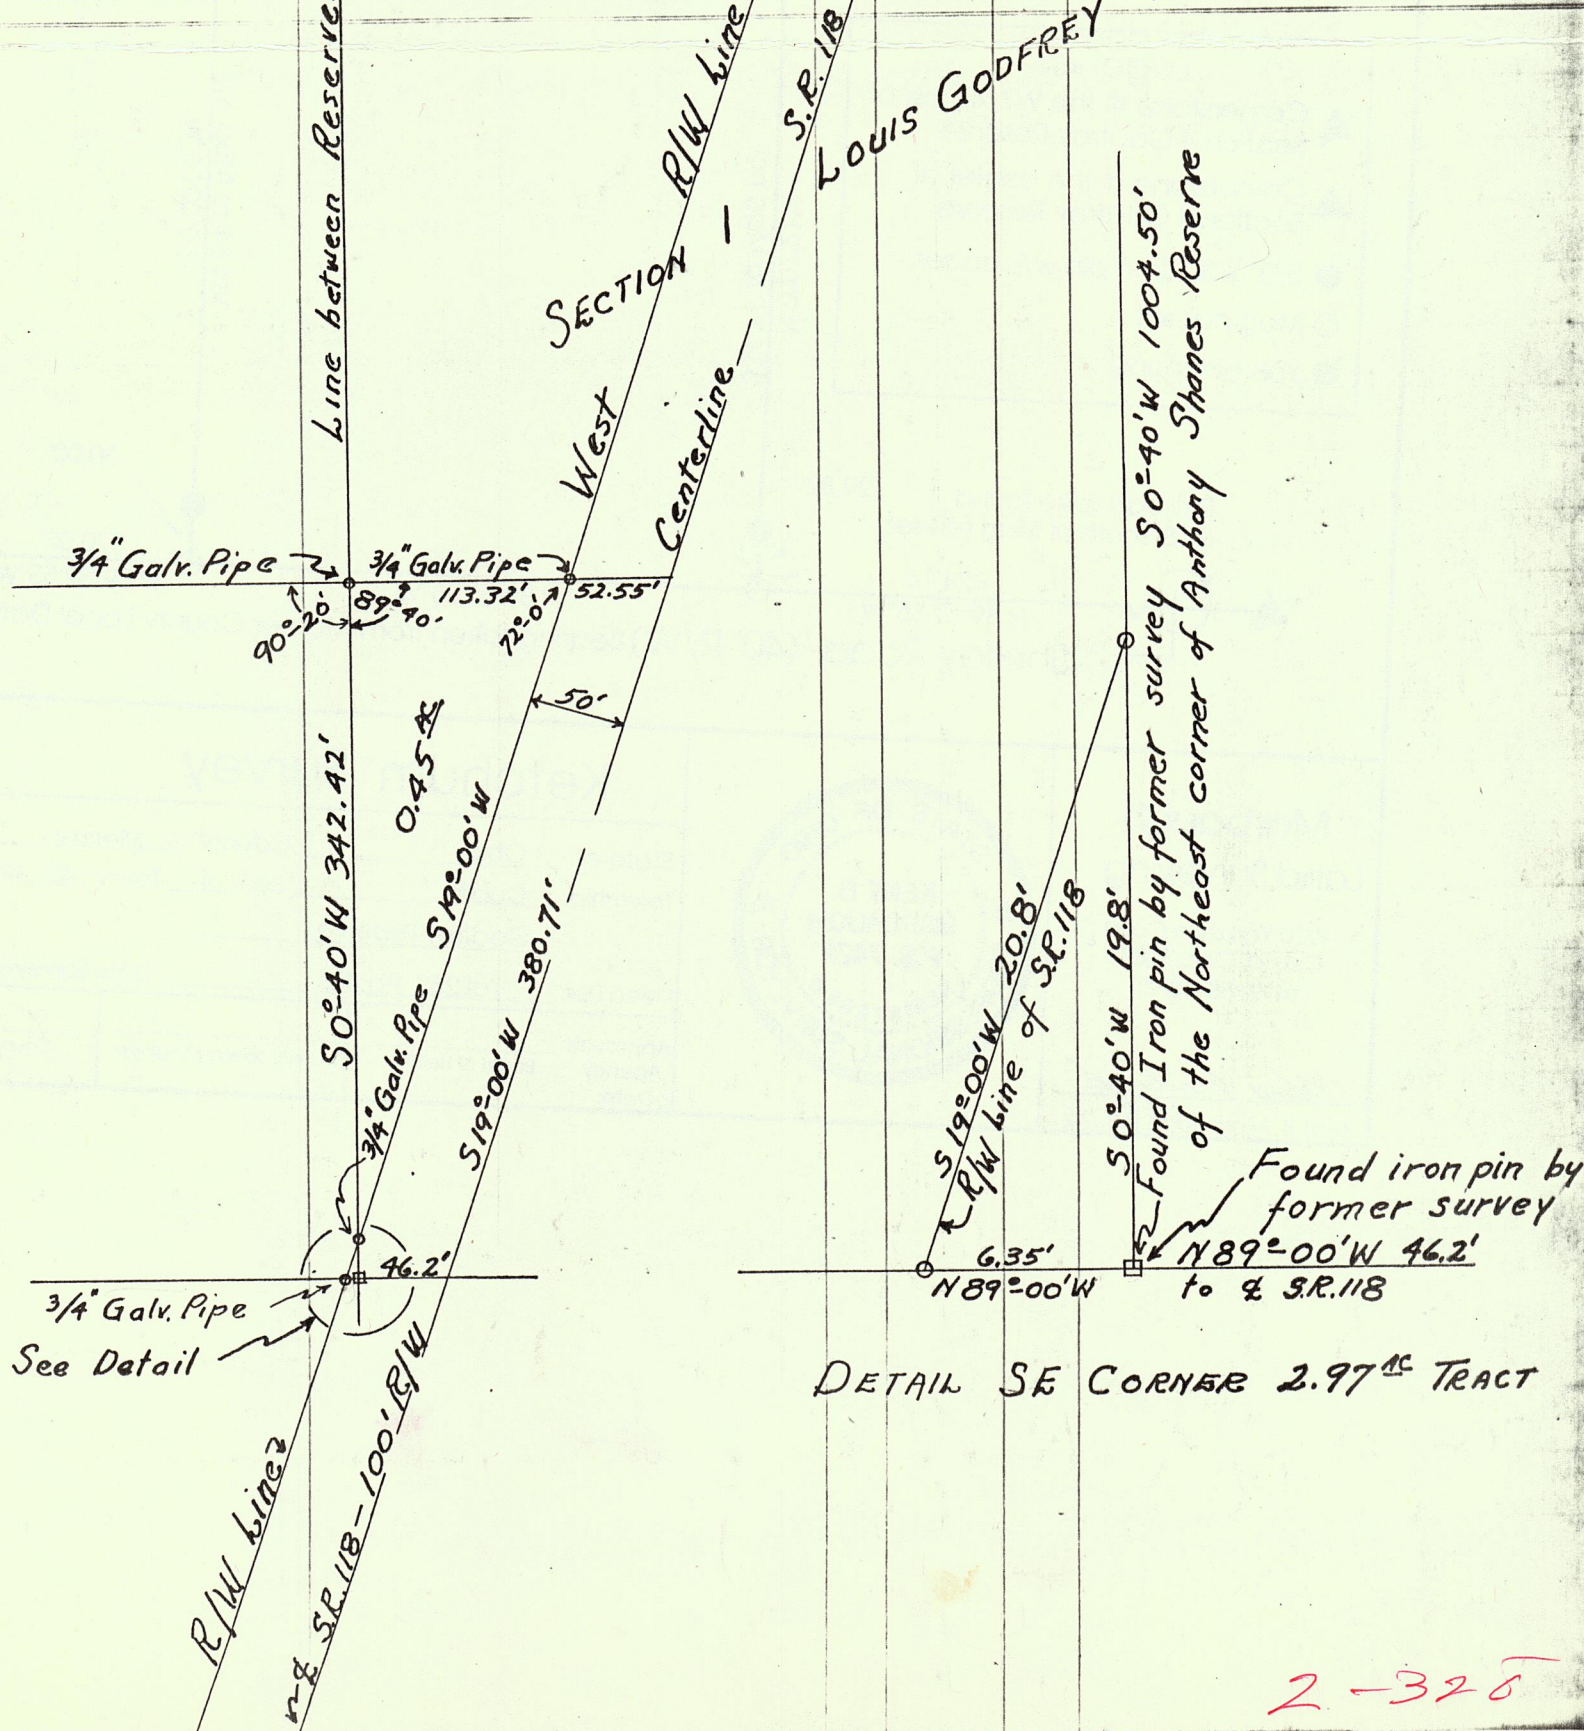 Line between Reserve
West R/W Line
Centerline S.R. 118
SECTION 1
LOUIS GODFREY
3/4" Galv. Pipe
3/4" Galv. Pipe
90°-20'
89°-40'
113.32'
72°-0'
52.55'
50'
0.45 AC
S0°-40'W 342.42'
S19°-00'W
3/4" Galv. Pipe
S19°-00'W 380.71'
46.2'
3/4" Galv. Pipe
See Detail
R/W Line
℄ S.R. 118 - 100' R/W
S19°-00'W 20.8'
R/W Line of S.R. 118
S0°-40'W 19.8'
Found Iron pin by former survey S0°-40'W 1004.50'
of the Northeast corner of Anthony Shanes Reserve
Found iron pin by
former survey
6.35'
N89°-00'W
N89°-00'W 46.2'
to ℄ S.R. 118
DETAIL SE CORNER 2.97 AC TRACT